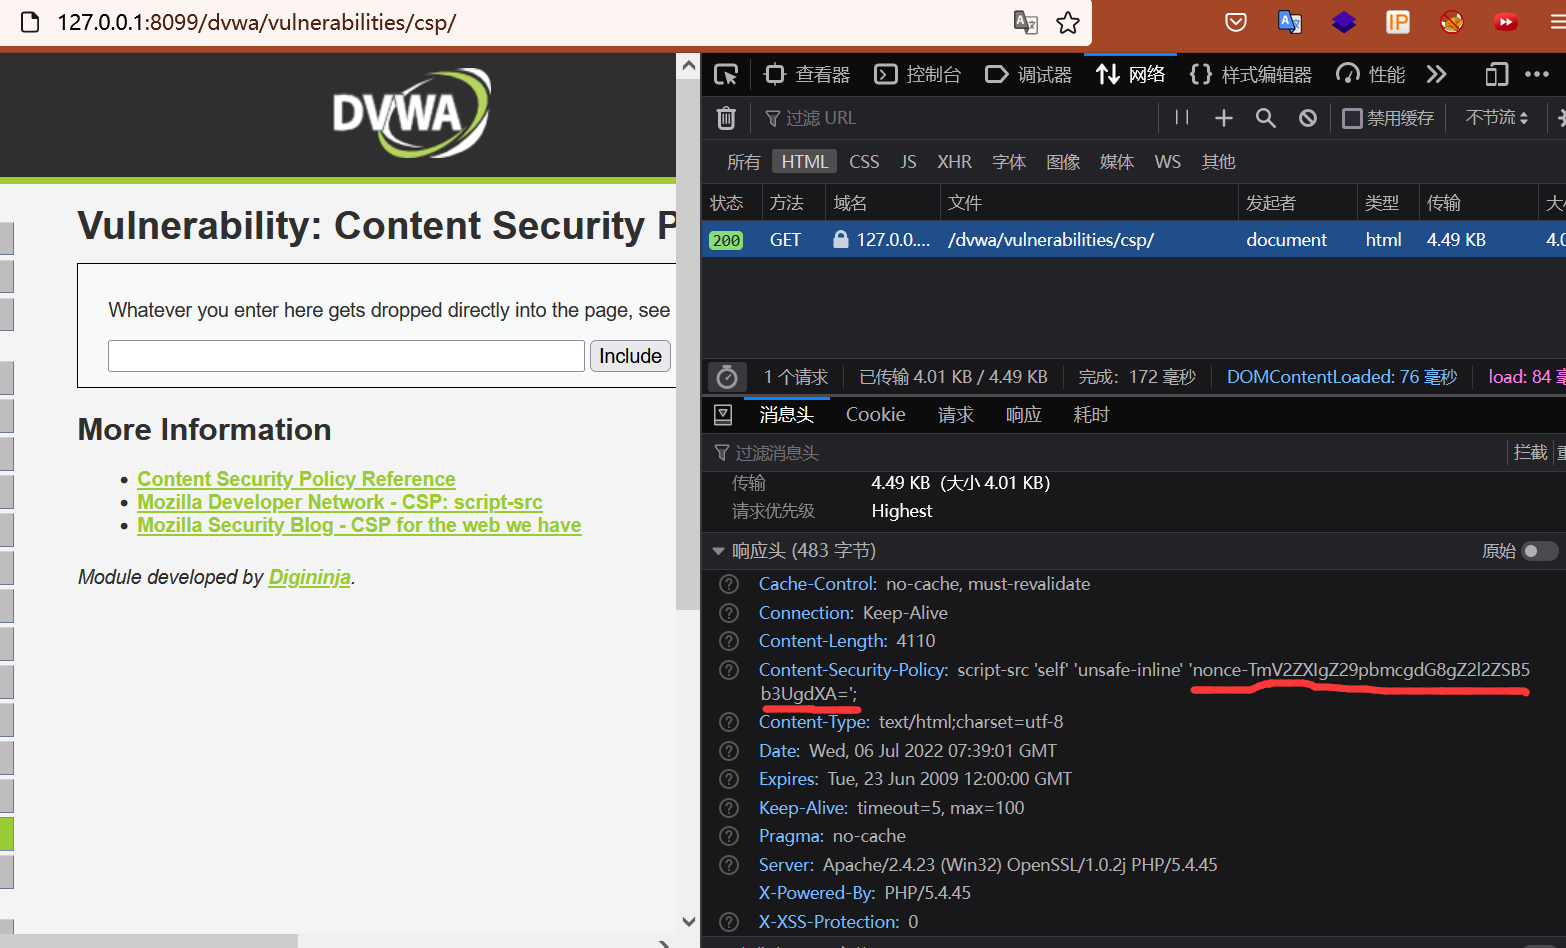 127.0.0.1:8099/dvwa/vulnerabilities/csp/
IP
DVWA
Vulnerability: Content Security P
Whatever you enter here gets dropped directly into the page, see
Include
More Information
Content Security Policy Reference
Mozilla Developer Network - CSP: script-src
Mozilla Security Blog - CSP for the web we have
Module developed by Digininja.
查看器 控制台 调试器 网络 样式编辑器 性能
过滤 URL 禁用缓存 不节流
所有 HTML CSS JS XHR 字体 图像 媒体 WS 其他
状态 方法 域名 文件 发起者 类型 传输 大小
200 GET 127.0.0.... /dvwa/vulnerabilities/csp/ document html 4.49 KB 4.0
1 个请求 已传输 4.01 KB / 4.49 KB 完成：172 毫秒 DOMContentLoaded: 76 毫秒 load: 84 毫
消息头 Cookie 请求 响应 耗时
过滤消息头 拦截 重
传输 4.49 KB（大小 4.01 KB）
请求优先级 Highest
响应头 (483 字节) 原始
Cache-Control: no-cache, must-revalidate
Connection: Keep-Alive
Content-Length: 4110
Content-Security-Policy: script-src 'self' 'unsafe-inline' 'nonce-TmV2ZXIgZ29pbmcgdG8gZ2l2ZSB5
b3UgdXA=';
Content-Type: text/html;charset=utf-8
Date: Wed, 06 Jul 2022 07:39:01 GMT
Expires: Tue, 23 Jun 2009 12:00:00 GMT
Keep-Alive: timeout=5, max=100
Pragma: no-cache
Server: Apache/2.4.23 (Win32) OpenSSL/1.0.2j PHP/5.4.45
X-Powered-By: PHP/5.4.45
X-XSS-Protection: 0